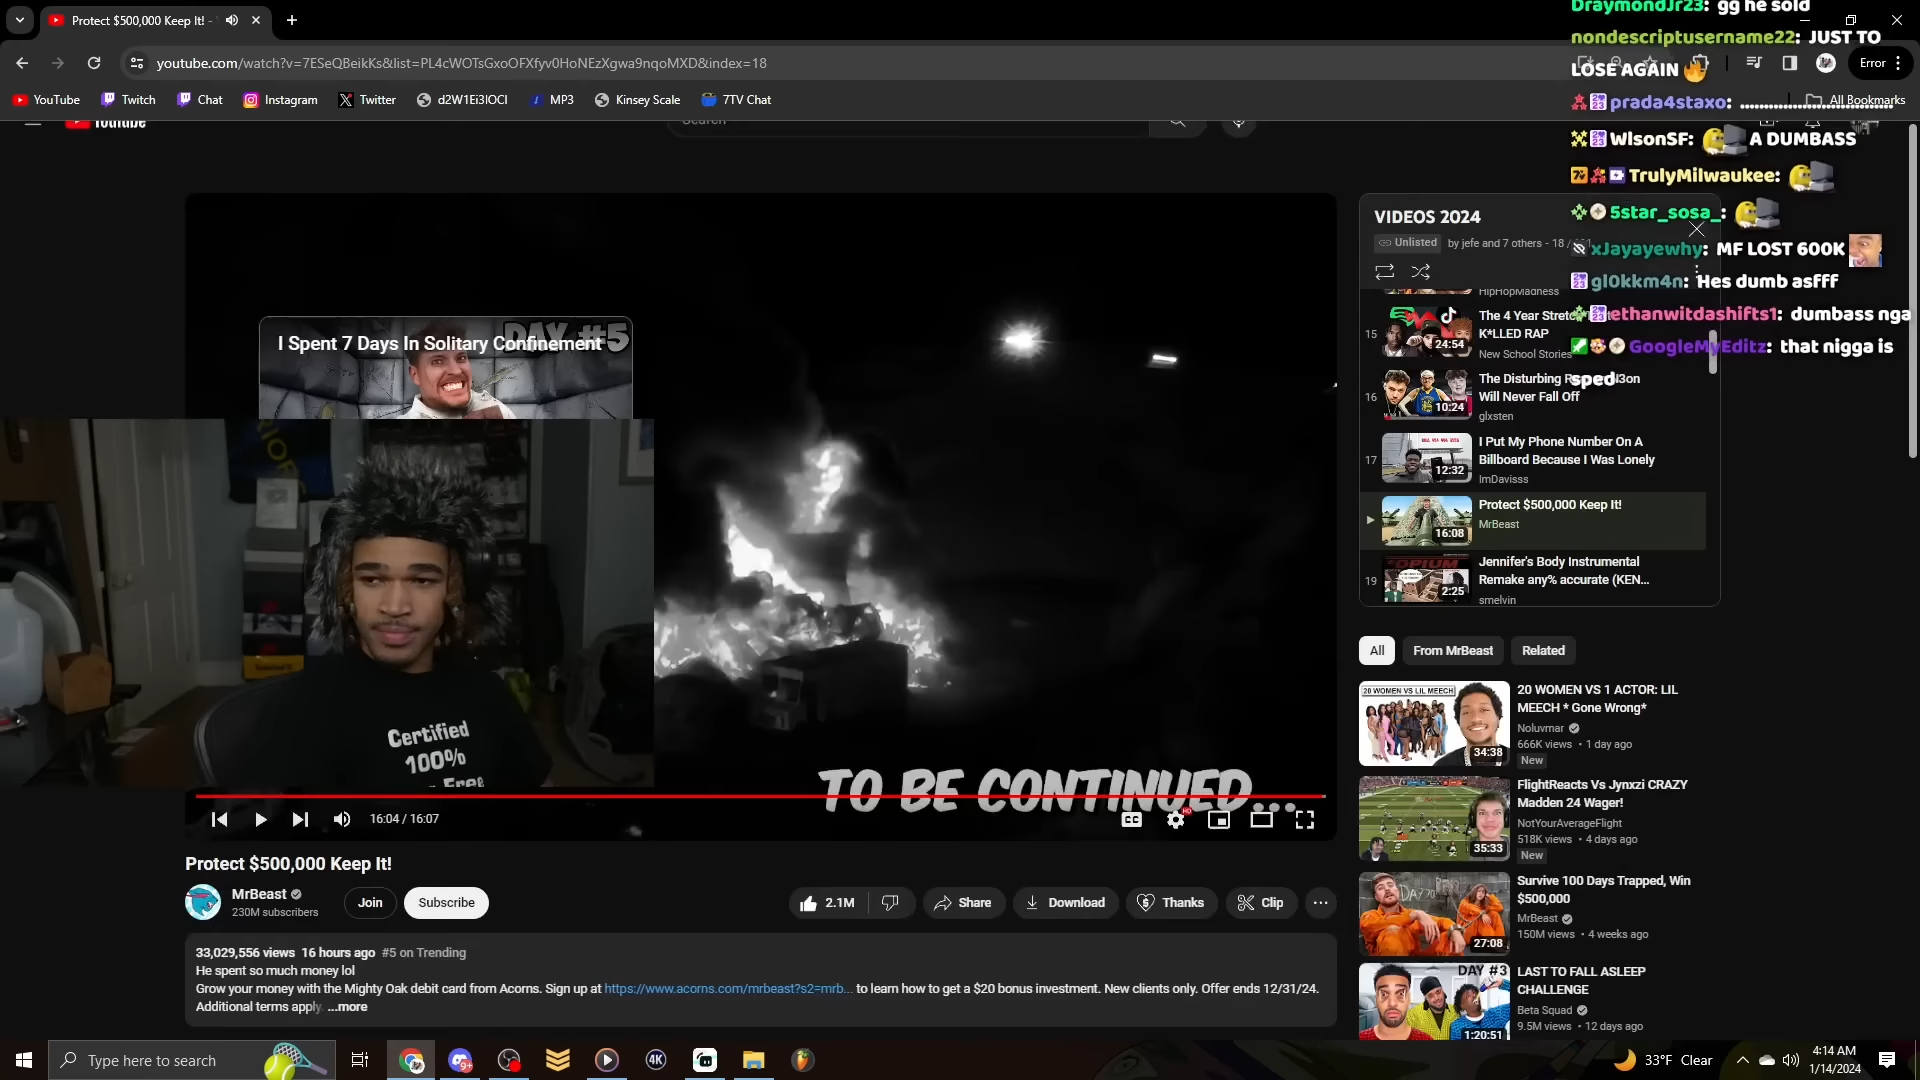 Protect $500,000 Keep It! -
youtube.com/watch?v=7ESeQBeikKs&list=PL4cWOTsGxoOFXfyv0HoNEzXgwa9nqoMXD&index=18
Error
YouTube
Twitch
Chat
Instagram
Twitter
d2W1Ei3lOCI
MP3
Kinsey Scale
7TV Chat
All Bookmarks
YouTube
Search
DraymondJr23: gg he sold
nondescriptusername22: JUST TO
LOSE AGAIN
prada4staxo: ................................
WlsonSF: A DUMBASS
TrulyMilwaukee:
5star_sosa_:
xJayayewhy: MF LOST 600K
gl0kkm4n: Hes dumb asfff
ethanwitdashifts1: dumbass nga
GoogleMyEditz: that nigga is
sped
I Spent 7 Days In Solitary Confinement
DAY #5
Certified
100%
Free
TO BE CONTINUED...
16:04 / 16:07
CC
HD
VIDEOS 2024
Unlisted
by jefe and 7 others - 18 /
HipHopMadness
15
24:54
The 4 Year Stretch
K*LLED RAP
New School Stories
16
10:24
The Disturbing
Will Never Fall Off
glxsten
17
12:32
I Put My Phone Number On A
Billboard Because I Was Lonely
ImDavisss
16:08
Protect $500,000 Keep It!
MrBeast
19
OPIUM
2:25
Jennifer's Body Instrumental
Remake any% accurate (KEN...
smelvin
All
From MrBeast
Related
20 WOMEN VS LIL MEECH
34:38
20 WOMEN VS 1 ACTOR: LIL
MEECH * Gone Wrong*
Noluvmar
666K views • 1 day ago
New
35:33
FlightReacts Vs Jynxzi CRAZY
Madden 24 Wager!
NotYourAverageFlight
518K views • 4 days ago
New
27:08
Survive 100 Days Trapped, Win
$500,000
MrBeast
150M views • 4 weeks ago
DAY #3
1:20:51
LAST TO FALL ASLEEP
CHALLENGE
Beta Squad
9.5M views • 12 days ago
Protect $500,000 Keep It!
MrBeast
230M subscribers
Join
Subscribe
2.1M
Share
Download
Thanks
Clip
33,029,556 views 16 hours ago #5 on Trending
He spent so much money lol
Grow your money with the Mighty Oak debit card from Acorns. Sign up at https://www.acorns.com/mrbeast?s2=mrb... to learn how to get a $20 bonus investment. New clients only. Offer ends 12/31/24.
Additional terms apply. ...more
Type here to search
9+
4K
33°F Clear
4:14 AM
1/14/2024